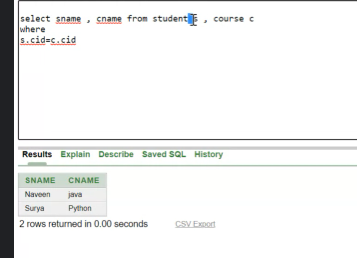 select sname , cname from student s , course c
where
s.cid=c.cid
Results Explain Describe Saved SQL History
SNAME CNAME
Naveen java
Surya Python
2 rows returned in 0.00 seconds CSV Export